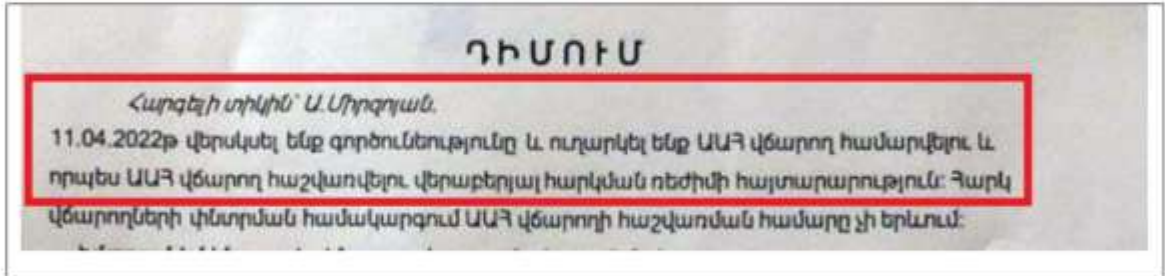 ԴԻՄՈՒՄ
Հարգելի տիկին՝ Ա.Միրզոյան.
11.04.2022թ վերսկսել ենք գործունեությունը և ուղարկել ենք ԱԱՀ վճարող համարվելու և
որպես ԱԱՀ վճարող հաշվառվելու վերաբերյալ հարկման ռեժիմի հայտարարություն: Հարկ
վճարողների փնտրման համակարգում ԱԱՀ վճարողի հաշվառման համարը չի երևում: